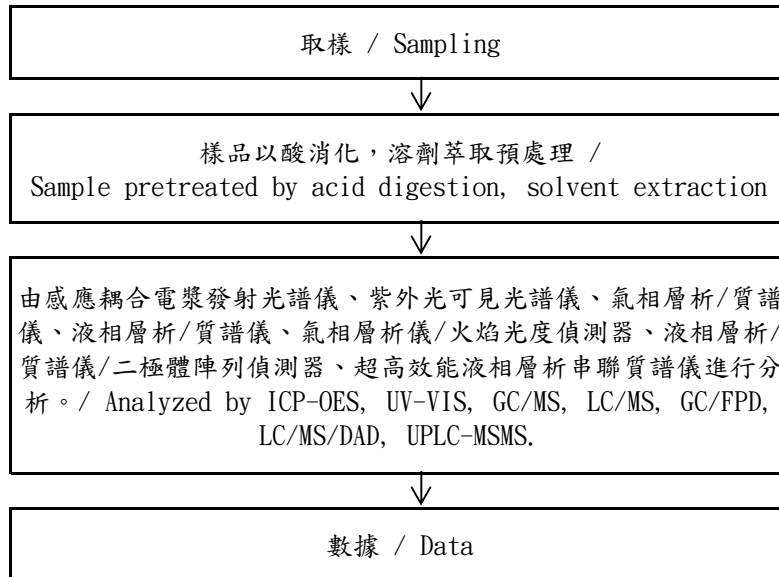 取樣 / Sampling
樣品以酸消化，溶劑萃取預處理 /
Sample pretreated by acid digestion, solvent extraction
由感應耦合電漿發射光譜儀、紫外光可見光譜儀、氣相層析/質譜
儀、液相層析/質譜儀、氣相層析儀/火焰光度偵測器、液相層析/
質譜儀/二極體陣列偵測器、超高效能液相層析串聯質譜儀進行分
析。/ Analyzed by ICP-OES, UV-VIS, GC/MS, LC/MS, GC/FPD,
LC/MS/DAD, UPLC-MSMS.
數據 / Data